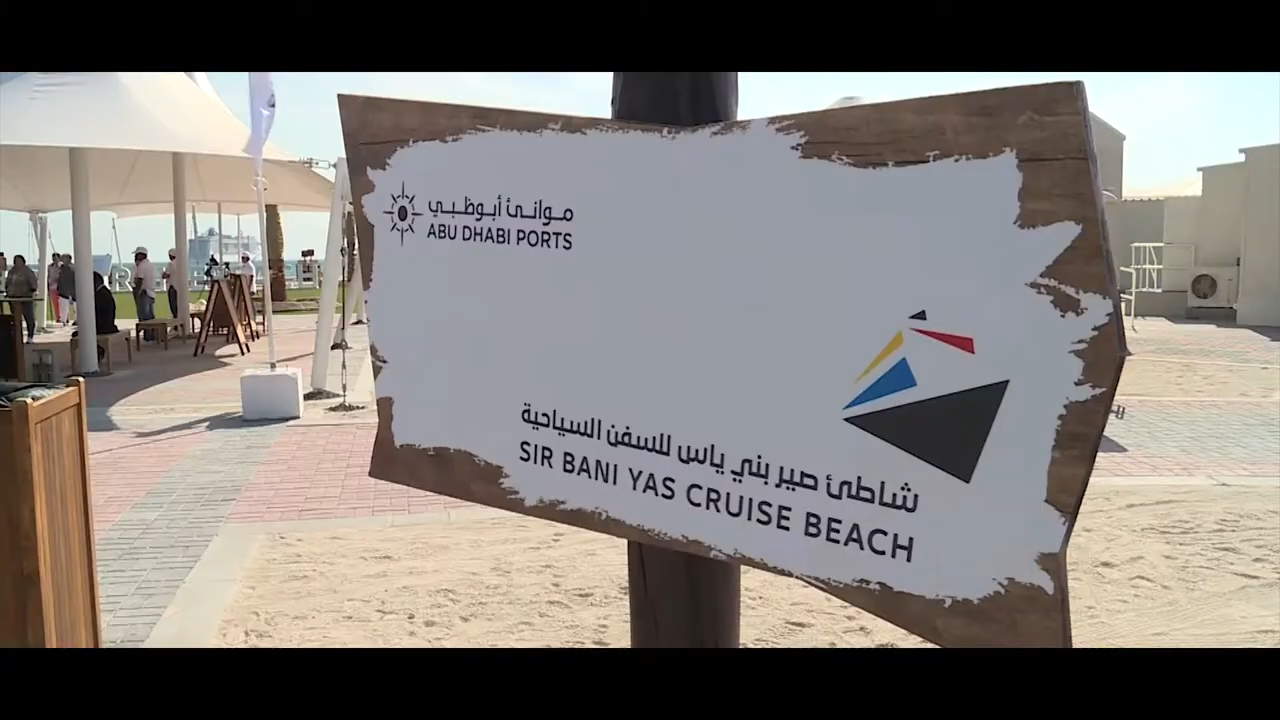 موانئ أبوظبي
ABU DHABI PORTS
شاطئ صير بني ياس للسفن السياحية
SIR BANI YAS CRUISE BEACH